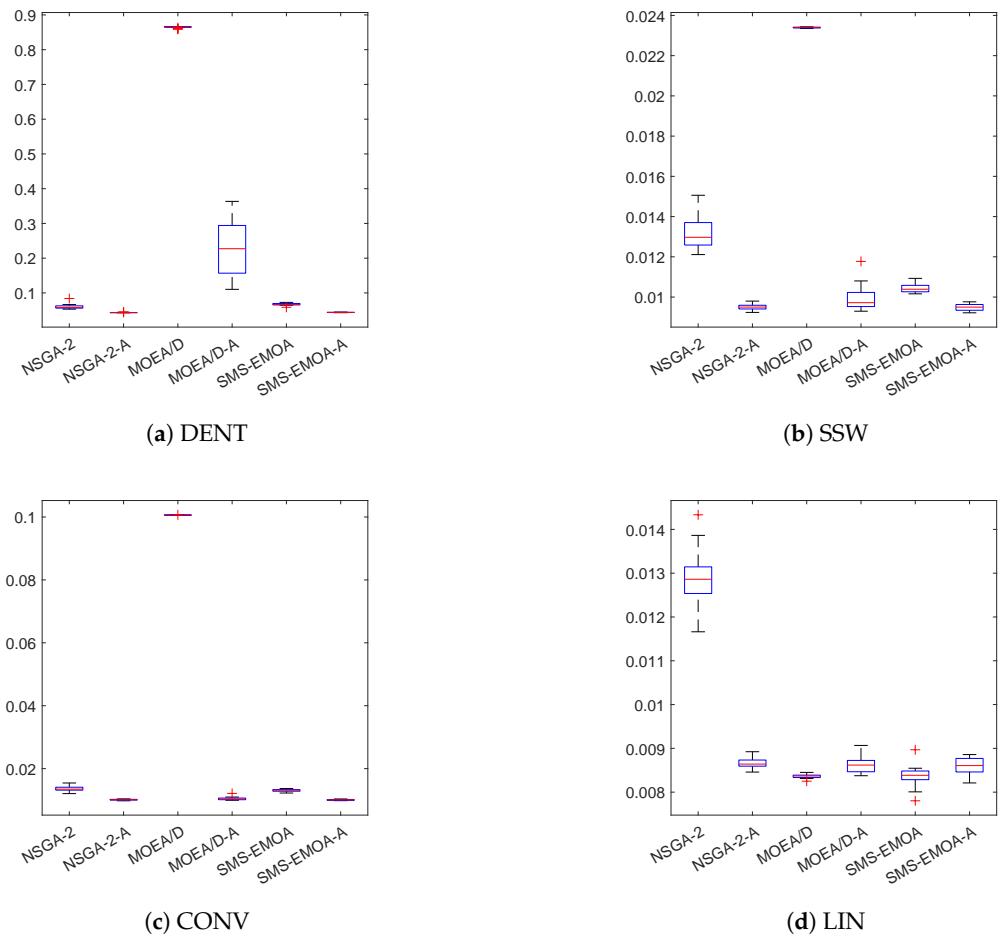 0.9
0.8
0.7
0.6
0.5
0.4
0.3
0.2
0.1
NSGA-2
NSGA-2-A
MOEA/D
MOEA/D-A
SMS-EMOA
SMS-EMOA-A
(a) DENT
0.024
0.022
0.02
0.018
0.016
0.014
0.012
0.01
NSGA-2
NSGA-2-A
MOEA/D
MOEA/D-A
SMS-EMOA
SMS-EMOA-A
(b) SSW
0.1
0.08
0.06
0.04
0.02
NSGA-2
NSGA-2-A
MOEA/D
MOEA/D-A
SMS-EMOA
SMS-EMOA-A
(c) CONV
0.014
0.013
0.012
0.011
0.01
0.009
0.008
NSGA-2
NSGA-2-A
MOEA/D
MOEA/D-A
SMS-EMOA
SMS-EMOA-A
(d) LIN